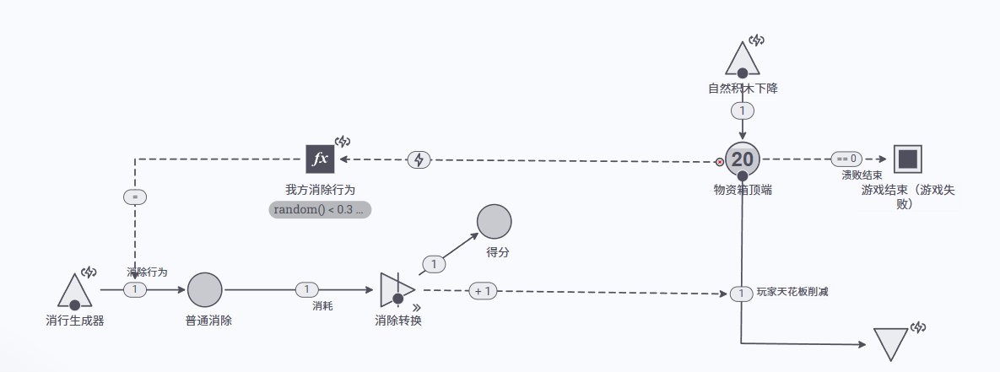 自然积木下降
1
fx
20
== 0
溃败结束
物资箱顶端
游戏结束（游戏失
败）
我方消除行为
random() < 0.3 ...
=
得分
消除行为
1
1
1
+ 1
1
玩家天花板削减
消耗
消行生成器
普通消除
消除转换